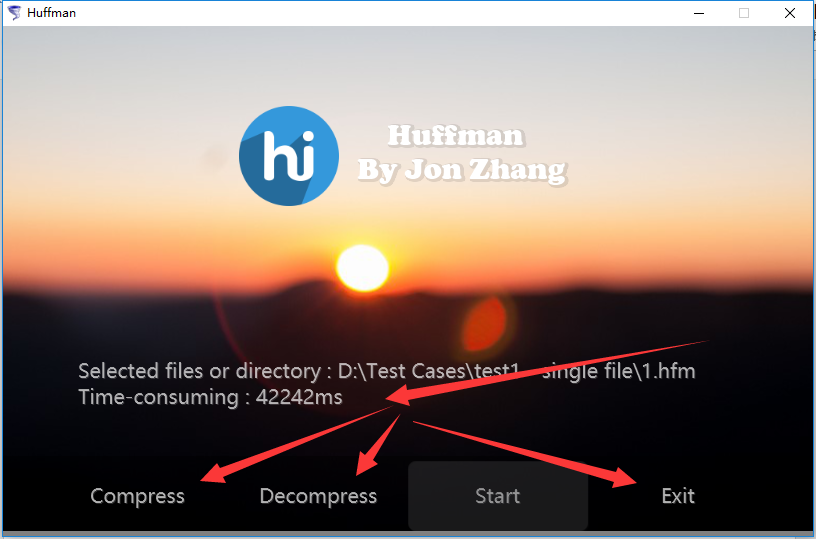 Huffman
hi
Huffman
By Jon Zhang
Selected files or directory : D:\Test Cases\test1 - single file\1.hfm
Time-consuming : 42242ms
Compress
Decompress
Start
Exit